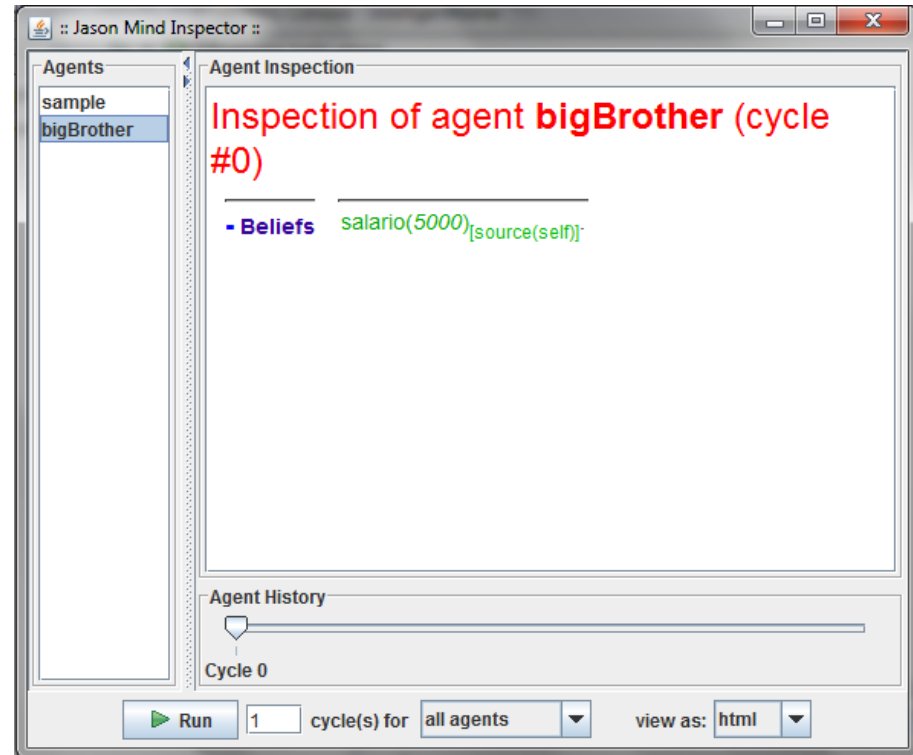 :: Jason Mind Inspector ::
Agents
sample
bigBrother
Agent Inspection
Inspection of agent bigBrother (cycle
#0)
- Beliefs salario(5000)[source(self)].
Agent History
Cycle 0
Run 1 cycle(s) for all agents view as: html